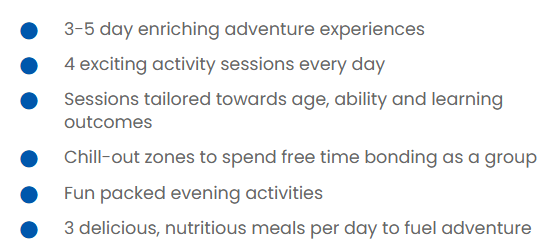 3-5 day enriching adventure experiences
4 exciting activity sessions every day
Sessions tailored towards age, ability and learning
outcomes
Chill-out zones to spend free time bonding as a group
Fun packed evening activities
3 delicious, nutritious meals per day to fuel adventure